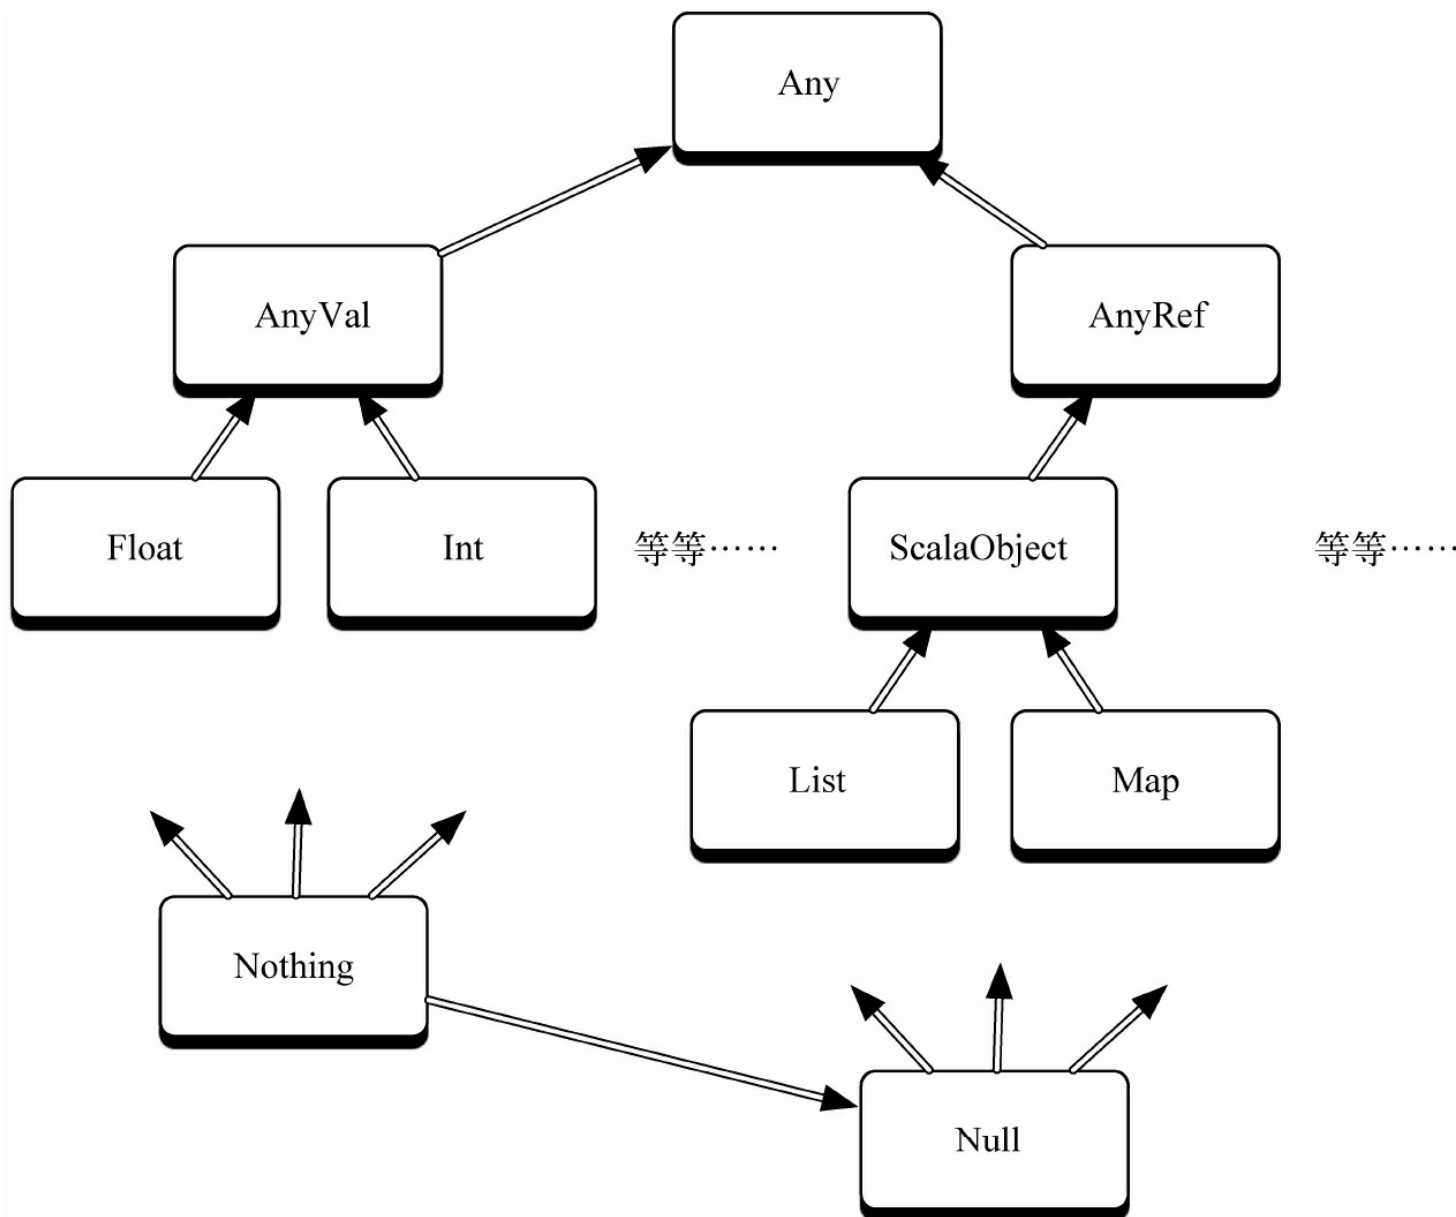 Any
AnyVal
AnyRef
Float
Int
等等……
ScalaObject
等等……
List
Map
Nothing
Null